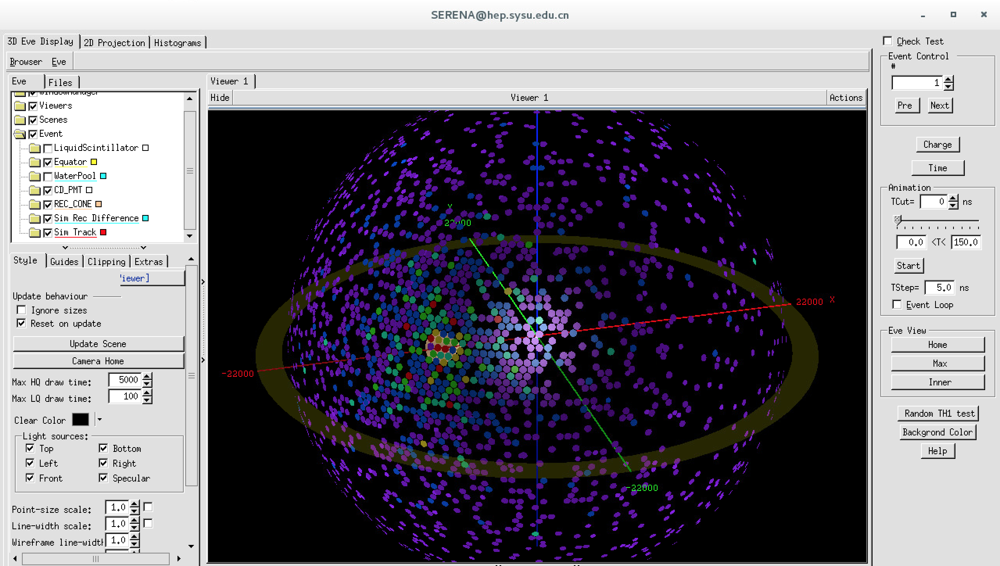 SERENA@hep.sysu.edu.cn
3D Eve Display
2D Projection
Histograms
Browser
Eve
Eve
Files
WindowManager
Viewers
Scenes
Event
LiquidScintillator
Equator
WaterPool
CD_PMT
REC_CONE
Sim Rec Difference
Sim Track
Style
Guides
Clipping
Extras
'iewer]
Update behaviour
Ignore sizes
Reset on update
Update Scene
Camera Home
Max HQ draw time: 5000
Max LQ draw time: 100
Clear Color
Light sources:
Top
Bottom
Left
Right
Front
Specular
Point-size scale: 1.0
Line-width scale: 1.0
Wireframe line-widt 1.0
Viewer 1
Hide
Viewer 1
Actions
Y
22000
22000 X
-22000
-22000
Check Test
Event Control
#
1
Pre
Next
Charge
Time
Animation
TCut= 0 ns
0.0 <T< 150.0
Start
TStep= 5.0 ns
Event Loop
Eve View
Home
Max
Inner
Random TH1 test
Backgrond Color
Help